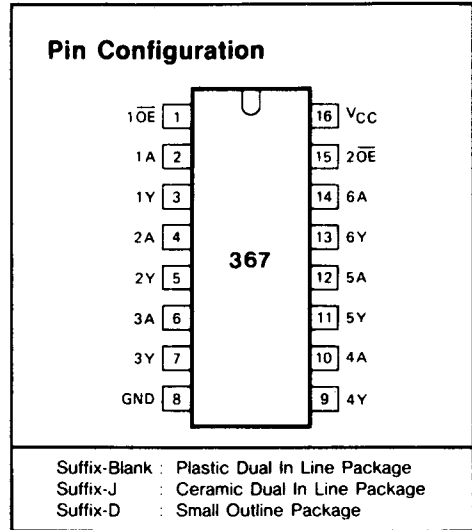 Pin Configuration
1O̅E̅ 1 16 VCC
1A 2 15 2O̅E̅
1Y 3 14 6A
2A 4 13 6Y
2Y 5 12 5A
3A 6 11 5Y
3Y 7 10 4A
GND 8 9 4Y
367
Suffix-Blank : Plastic Dual In Line Package
Suffix-J : Ceramic Dual In Line Package
Suffix-D : Small Outline Package